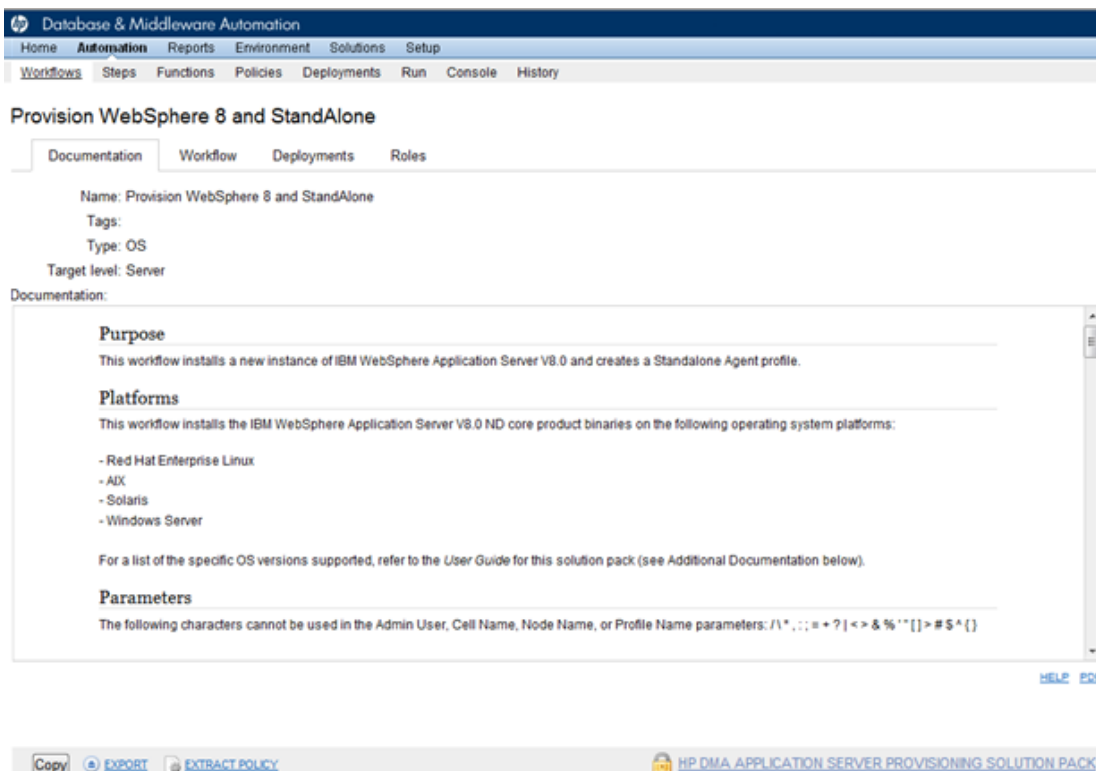 hp Database & Middleware Automation
Home Automation Reports Environment Solutions Setup
Workflows Steps Functions Policies Deployments Run Console History
Provision WebSphere 8 and StandAlone
Documentation Workflow Deployments Roles
Name: Provision WebSphere 8 and StandAlone
Tags:
Type: OS
Target level: Server
Documentation:
Purpose
This workflow installs a new instance of IBM WebSphere Application Server V8.0 and creates a Standalone Agent profile.
Platforms
This workflow installs the IBM WebSphere Application Server V8.0 ND core product binaries on the following operating system platforms:
- Red Hat Enterprise Linux
- AIX
- Solaris
- Windows Server
For a list of the specific OS versions supported, refer to the User Guide for this solution pack (see Additional Documentation below).
Parameters
The following characters cannot be used in the Admin User, Cell Name, Node Name, or Profile Name parameters: / \ * , : ; = + ? | < > & % ' " [ ] > # $ ^ { }
HELP PD
Copy EXPORT EXTRACT POLICY HP DMA APPLICATION SERVER PROVISIONING SOLUTION PACK